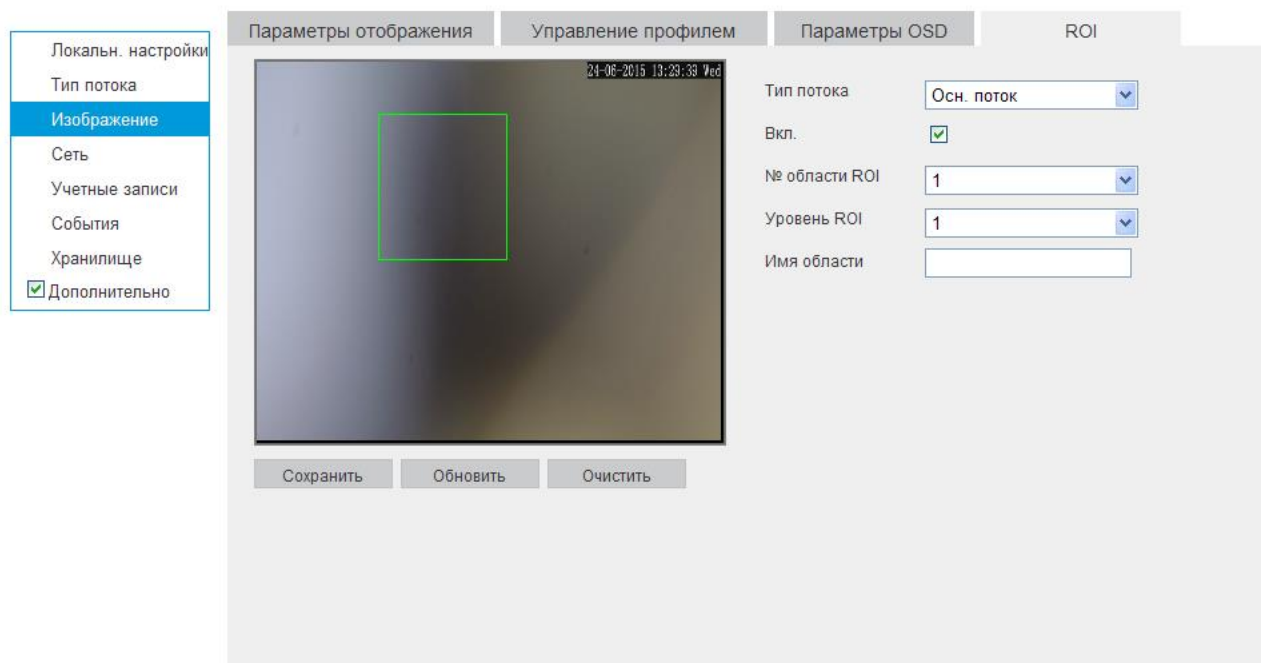 Параметры отображения
Управление профилем
Параметры OSD
ROI
Локальн. настройки
Тип потока
Изображение
Сеть
Учетные записи
События
Хранилище
Дополнительно
24-06-2015 13:29:39 Wed
Тип потока
Осн. поток
Вкл.
№ области ROI
1
Уровень ROI
1
Имя области
Сохранить
Обновить
Очистить